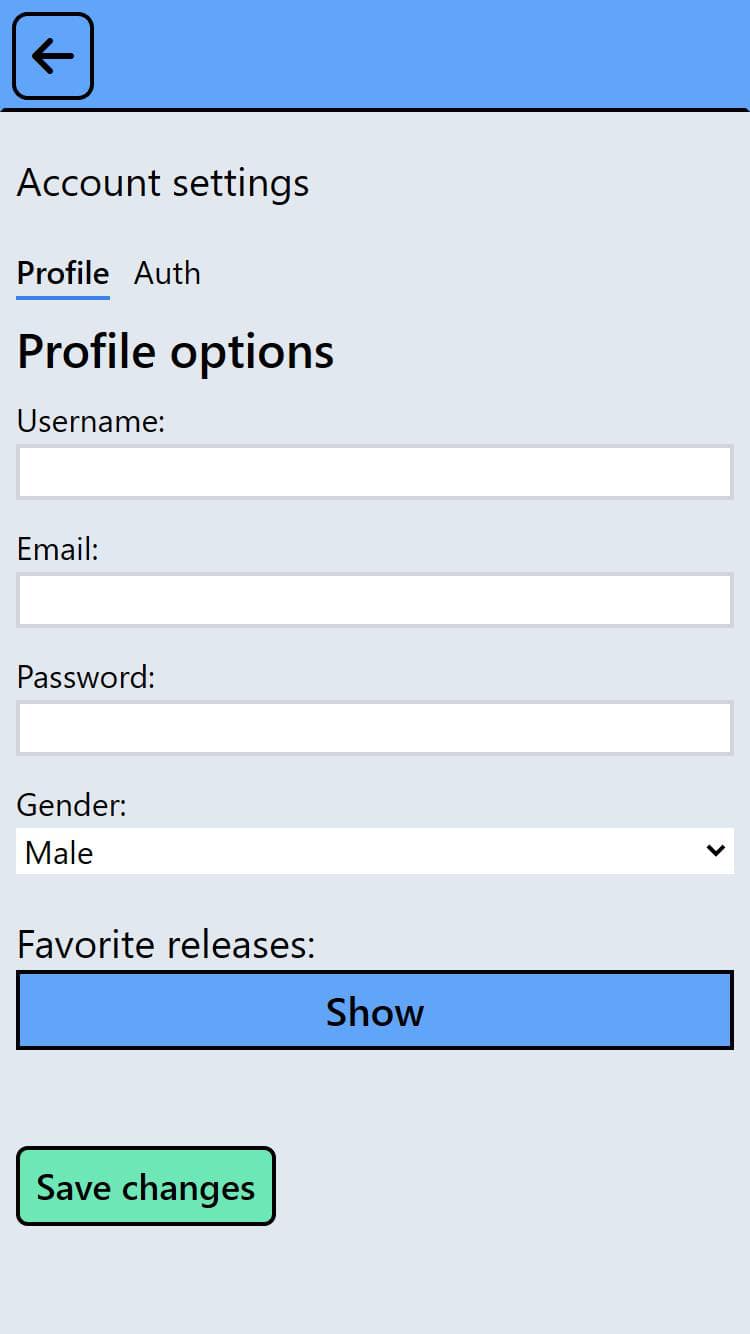 Account settings
Profile Auth
Profile options
Username:
Email:
Password:
Gender:
Male
Favorite releases:
Show
Save changes